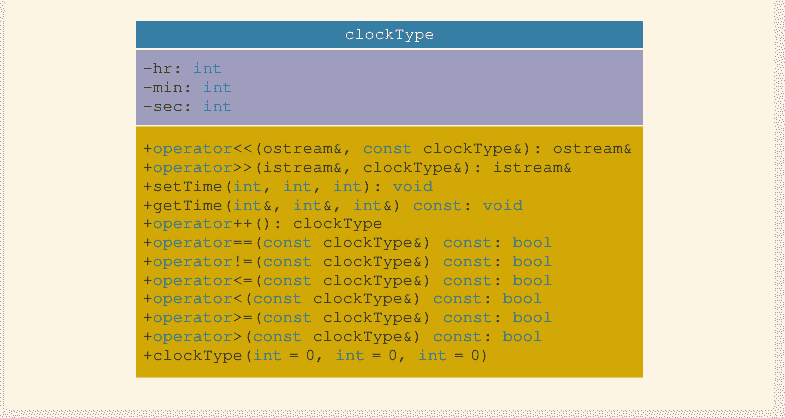 clockType
-hr: int
-min: int
-sec: int
+operator<<(ostream&, const clockType&): ostream&
+operator>>(istream&, clockType&): istream&
+setTime(int, int, int): void
+getTime(int&, int&, int&) const: void
+operator++(): clockType
+operator==(const clockType&) const: bool
+operator!=(const clockType&) const: bool
+operator<=(const clockType&) const: bool
+operator<(const clockType&) const: bool
+operator>=(const clockType&) const: bool
+operator>(const clockType&) const: bool
+clockType(int = 0, int = 0, int = 0)